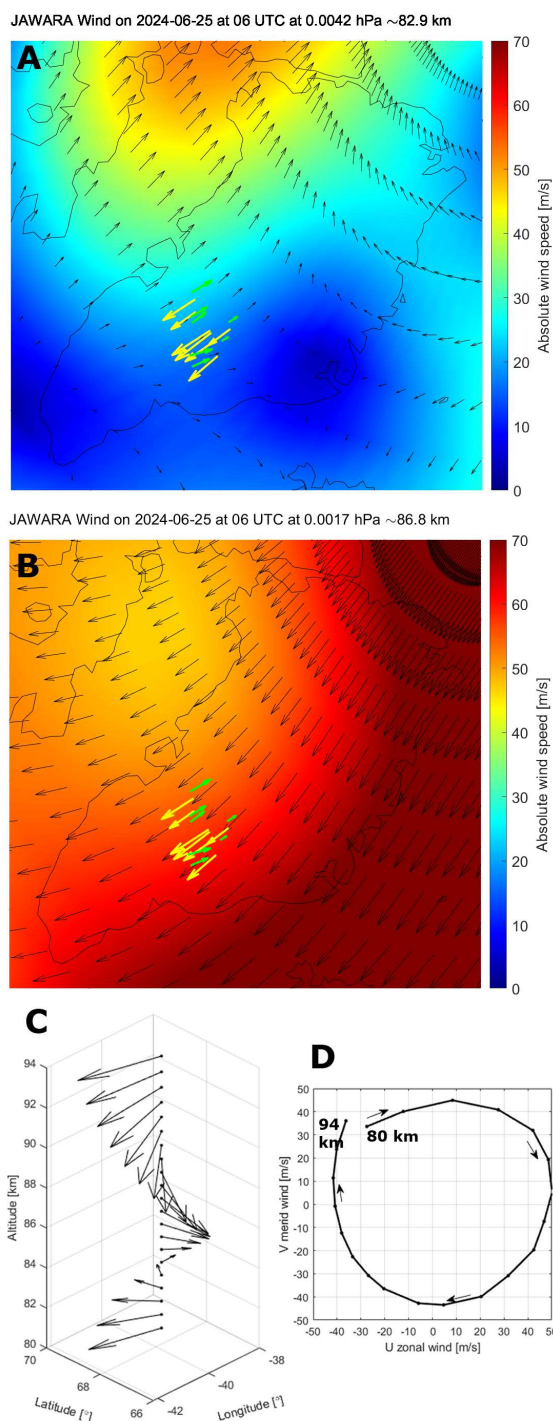 JAWARA Wind on 2024-06-25 at 06 UTC at 0.0042 hPa ~82.9 km
A
70
60
50
40
30
20
10
0
Absolute wind speed [m/s]
JAWARA Wind on 2024-06-25 at 06 UTC at 0.0017 hPa ~86.8 km
B
70
60
50
40
30
20
10
0
Absolute wind speed [m/s]
C
94
92
90
88
86
84
82
80
Altitude [km]
70
68
66
Latitude [°]
-42
-40
-38
Longitude [°]
D
50
40
30
20
10
0
-10
-20
-30
-40
-50
V merid wind [m/s]
94
km
80 km
-50 -40 -30 -20 -10 0 10 20 30 40 50
U zonal wind [m/s]